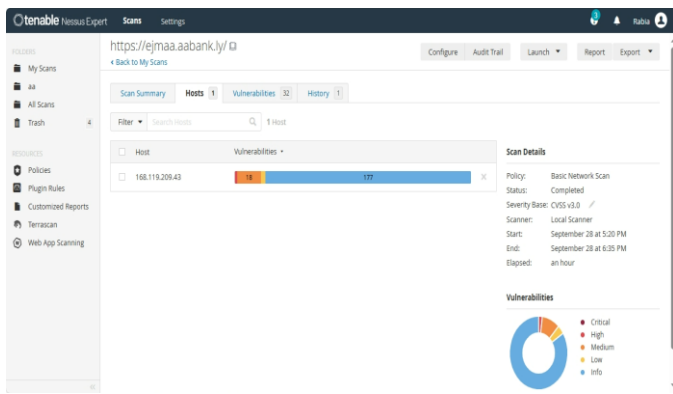 tenable Nessus Expert Scans Settings 3 Rabia
FOLDERS
My Scans
aa
All Scans
Trash 4
RESOURCES
Policies
Plugin Rules
Customized Reports
Terrascan
Web App Scanning
https://ejmaa.aabank.ly/
Back to My Scans
Configure Audit Trail Launch Report Export
Scan Summary Hosts 1 Vulnerabilities 32 History 1
Filter Search Hosts 1 Host
Host Vulnerabilities
168.119.209.43 18 177
Scan Details
Policy: Basic Network Scan
Status: Completed
Severity Base: CVSS v3.0
Scanner: Local Scanner
Start: September 28 at 5:20 PM
End: September 28 at 6:35 PM
Elapsed: an hour
Vulnerabilities
Critical
High
Medium
Low
Info